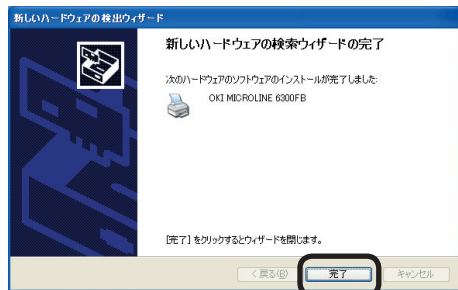 新しいハードウェアの検出ウィザード
新しいハードウェアの検索ウィザードの完了
次のハードウェアのソフトウェアのインストールが完了しました:
OKI MICROLINE 6300FB
[完了] をクリックするとウィザードを閉じます。
< 戻る(B) 完了 キャンセル